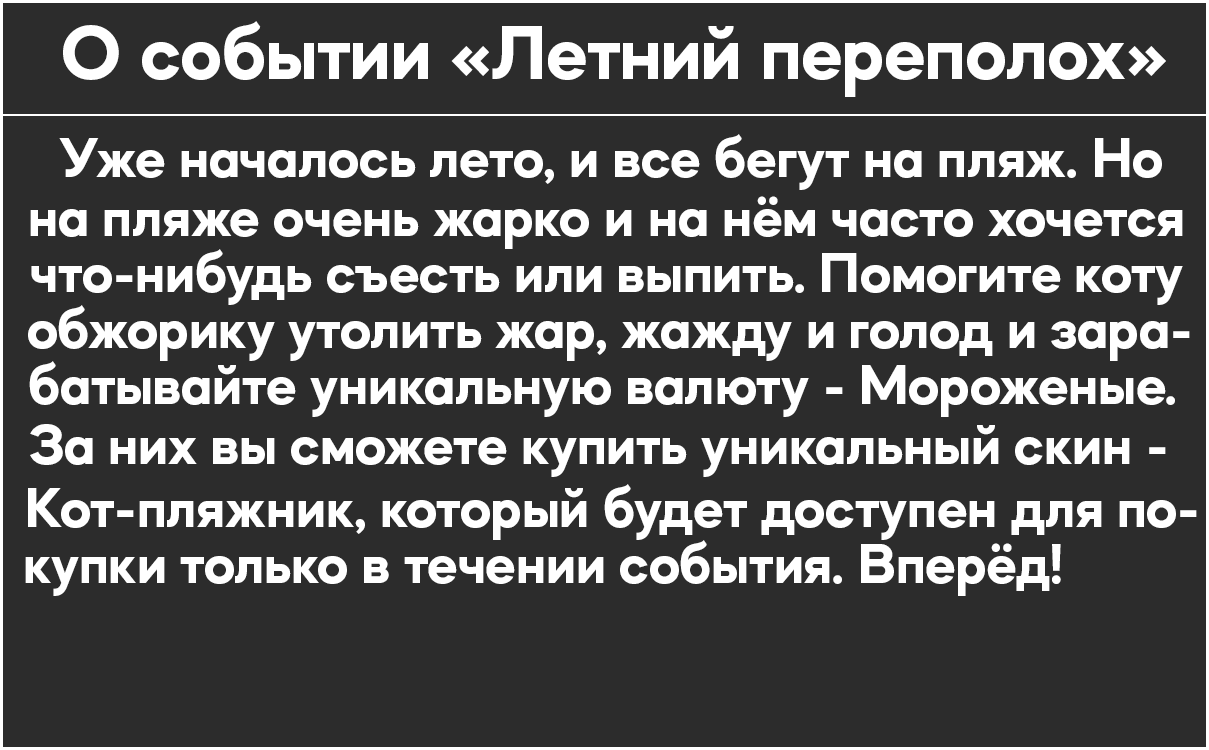 О событии «Летний переполох»
Уже началось лето, и все бегут на пляж. Но
на пляже очень жарко и на нём часто хочется
что-нибудь съесть или выпить. Помогите коту
обжорику утолить жар, жажду и голод и зара-
батывайте уникальную валюту - Мороженые.
За них вы сможете купить уникальный скин -
Кот-пляжник, который будет доступен для по-
купки только в течении события. Вперёд!